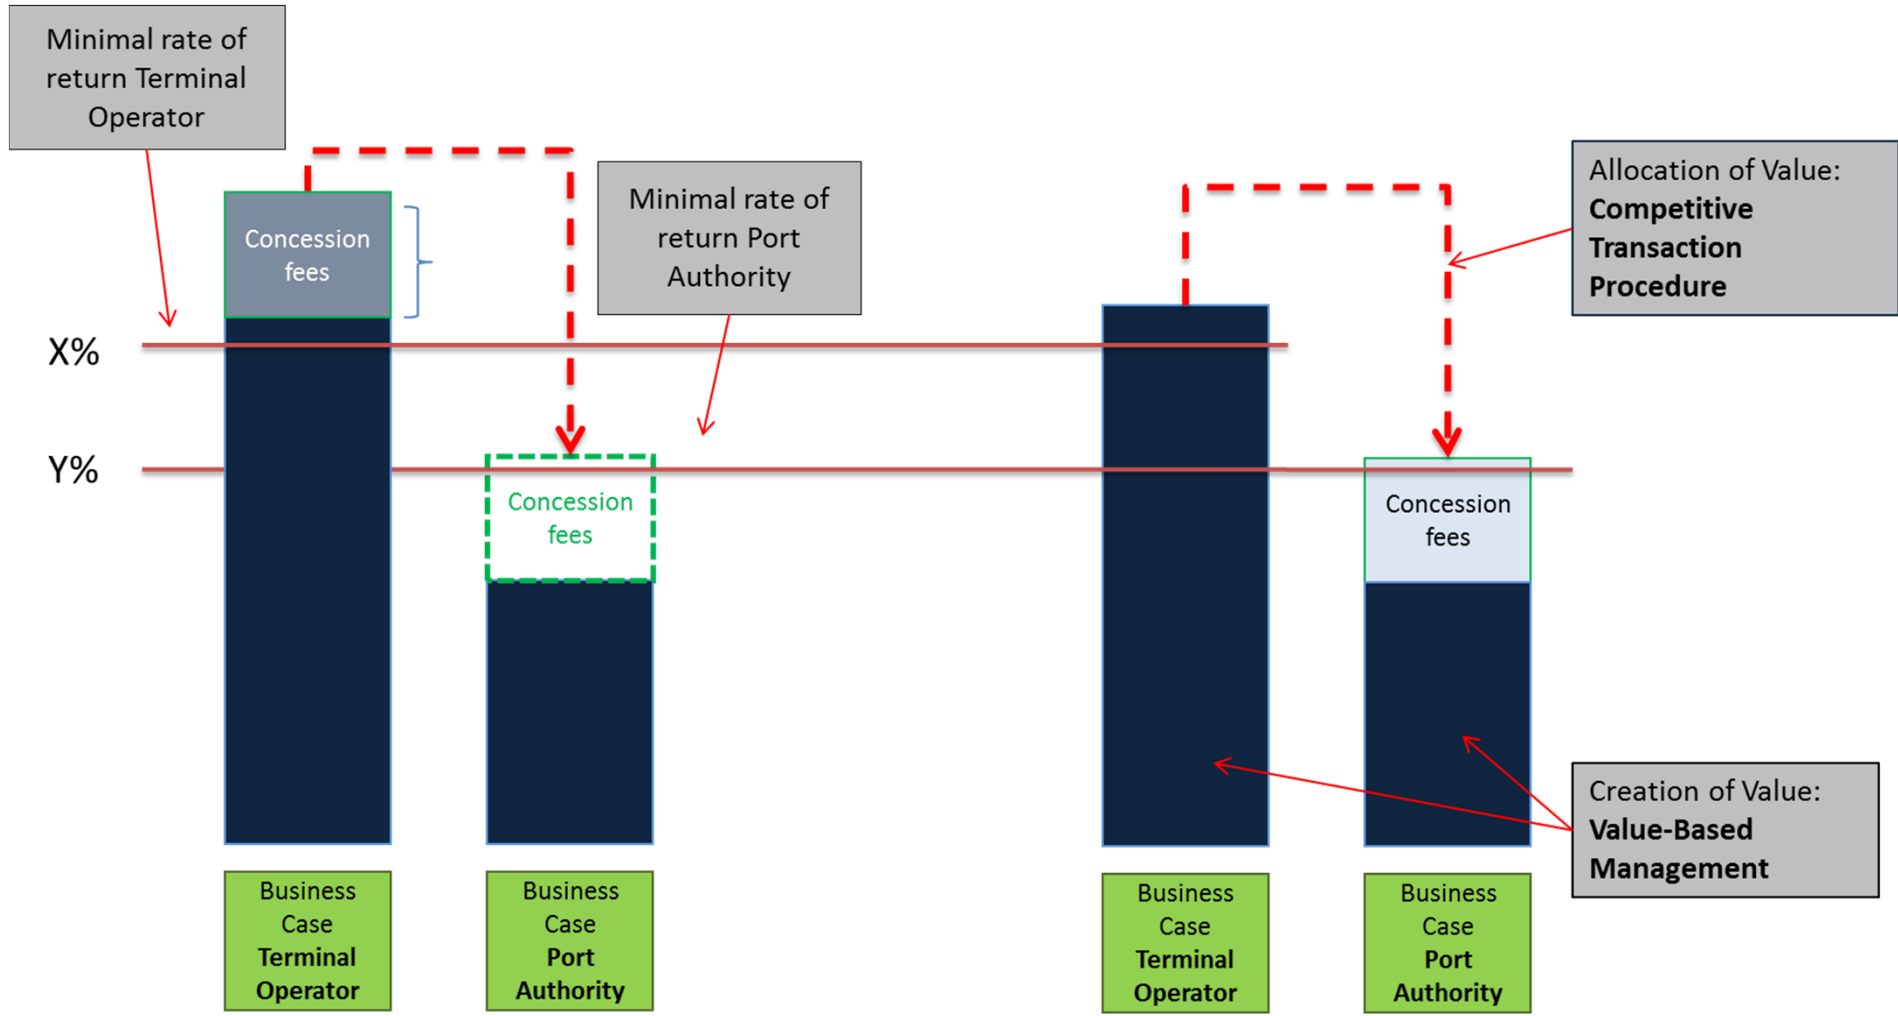 Minimal rate of
return Terminal
Operator
Concession
fees
Minimal rate of
return Port
Authority
Allocation of Value:
Competitive
Transaction
Procedure
X%
Y%
Concession
fees
Concession
fees
Creation of Value:
Value-Based
Management
Business
Case
Terminal
Operator
Business
Case
Port
Authority
Business
Case
Terminal
Operator
Business
Case
Port
Authority